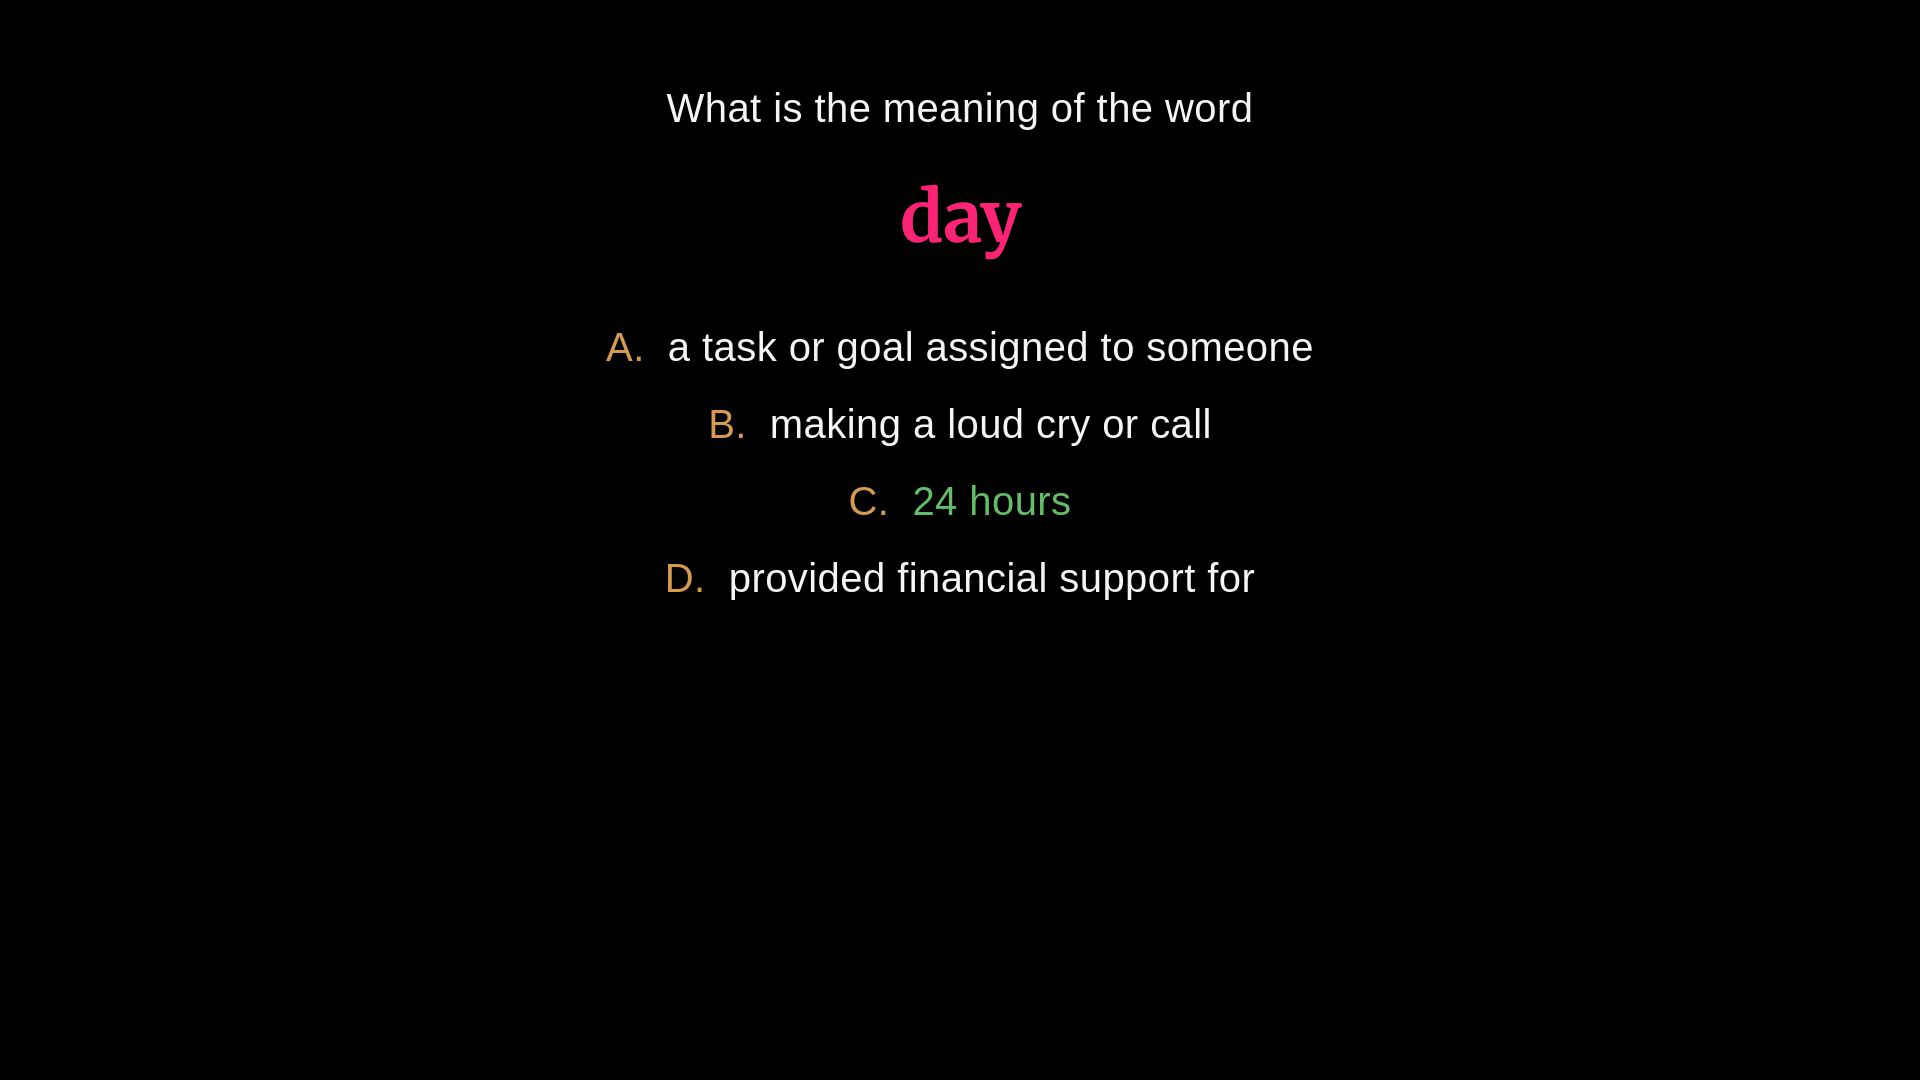 What is the meaning of the word
day
A. a task or goal assigned to someone
B. making a loud cry or call
C. 24 hours
D. provided financial support for